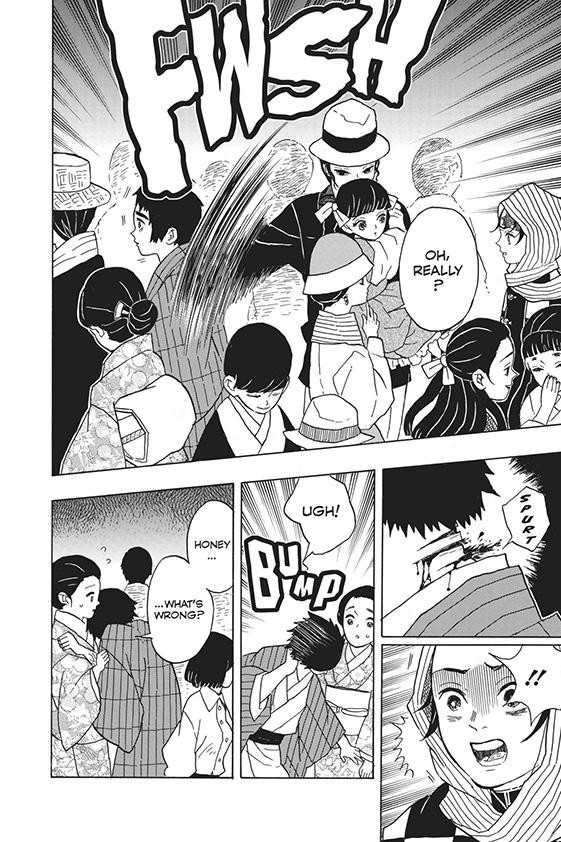 FWSH
OH,
REALLY
?
SPURT
!!
UGH!
BUMP
HONEY
...
...WHAT'S
WRONG?